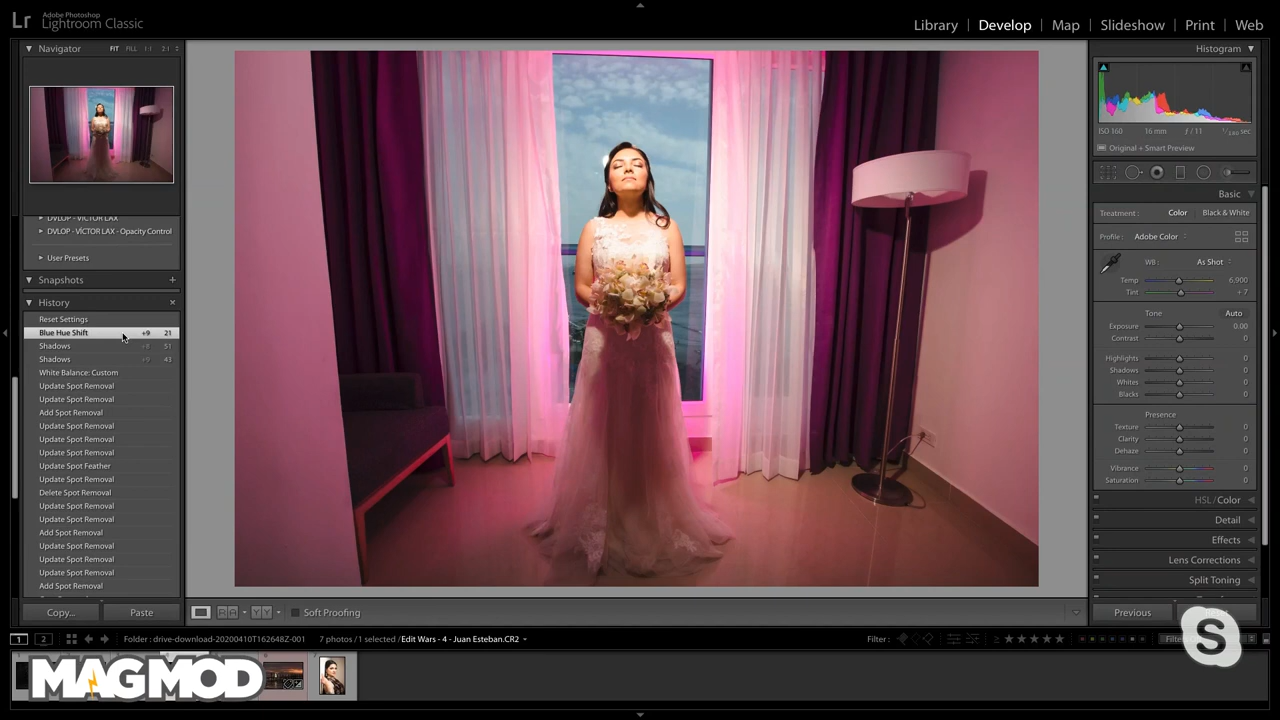 Lr
Adobe Photoshop
Lightroom Classic
Library | Develop | Map | Slideshow | Print | Web
Navigator FIT FILL 1:1 2:1
DVLOP - VÍCTOR LAX
DVLOP - VÍCTOR LAX - Opacity Control
User Presets
Snapshots +
History ×
Reset Settings
Blue Hue Shift +9 21
Shadows +8 51
Shadows +9 43
White Balance: Custom
Update Spot Removal
Update Spot Removal
Add Spot Removal
Update Spot Removal
Update Spot Removal
Update Spot Removal
Update Spot Feather
Update Spot Removal
Delete Spot Removal
Update Spot Removal
Update Spot Removal
Add Spot Removal
Update Spot Removal
Update Spot Removal
Update Spot Removal
Add Spot Removal
Copy... Paste
Soft Proofing
Histogram
ISO 160 16 mm ƒ / 11 1/180 sec
Original + Smart Preview
Basic
Treatment: Color Black & White
Profile: Adobe Color
WB: As Shot
Temp 6,900
Tint + 7
Tone Auto
Exposure 0.00
Contrast 0
Highlights 0
Shadows 0
Whites 0
Blacks 0
Presence
Texture 0
Clarity 0
Dehaze 0
Vibrance 0
Saturation 0
HSL / Color
Detail
Effects
Lens Corrections
Split Toning
Previous
1 2 Folder : drive-download-20200410T162648Z-001 7 photos / 1 selected / Edit Wars - 4 - Juan Esteban.CR2 Filter :
MAGMOD
S